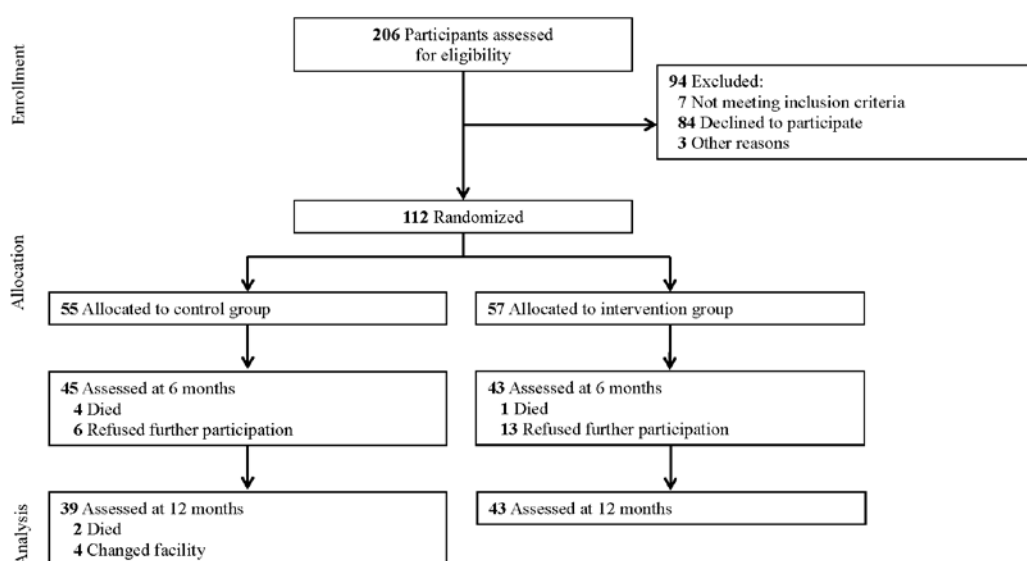 Enrollment
206 Participants assessed
for eligibility
94 Excluded:
7 Not meeting inclusion criteria
84 Declined to participate
3 Other reasons
Allocation
112 Randomized
55 Allocated to control group
57 Allocated to intervention group
45 Assessed at 6 months
4 Died
6 Refused further participation
43 Assessed at 6 months
1 Died
13 Refused further participation
Analysis
39 Assessed at 12 months
2 Died
4 Changed facility
43 Assessed at 12 months